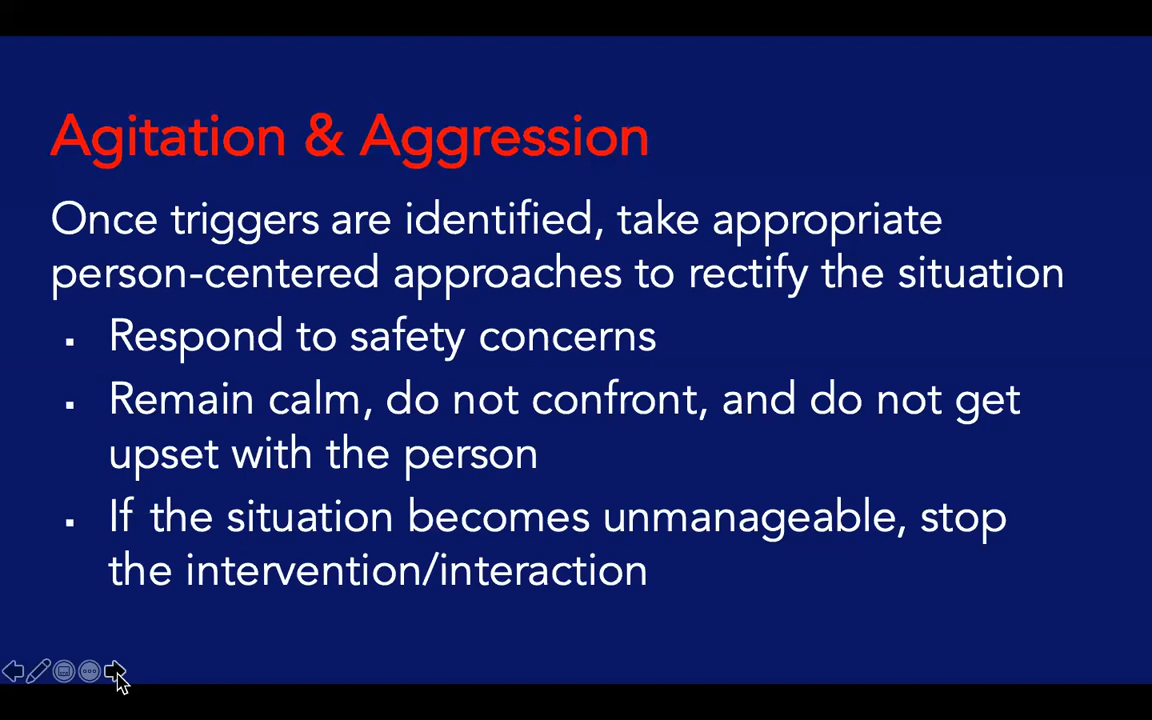 Agitation & Aggression
Once triggers are identified, take appropriate
person-centered approaches to rectify the situation
▪ Respond to safety concerns
▪ Remain calm, do not confront, and do not get
upset with the person
▪ If the situation becomes unmanageable, stop
the intervention/interaction